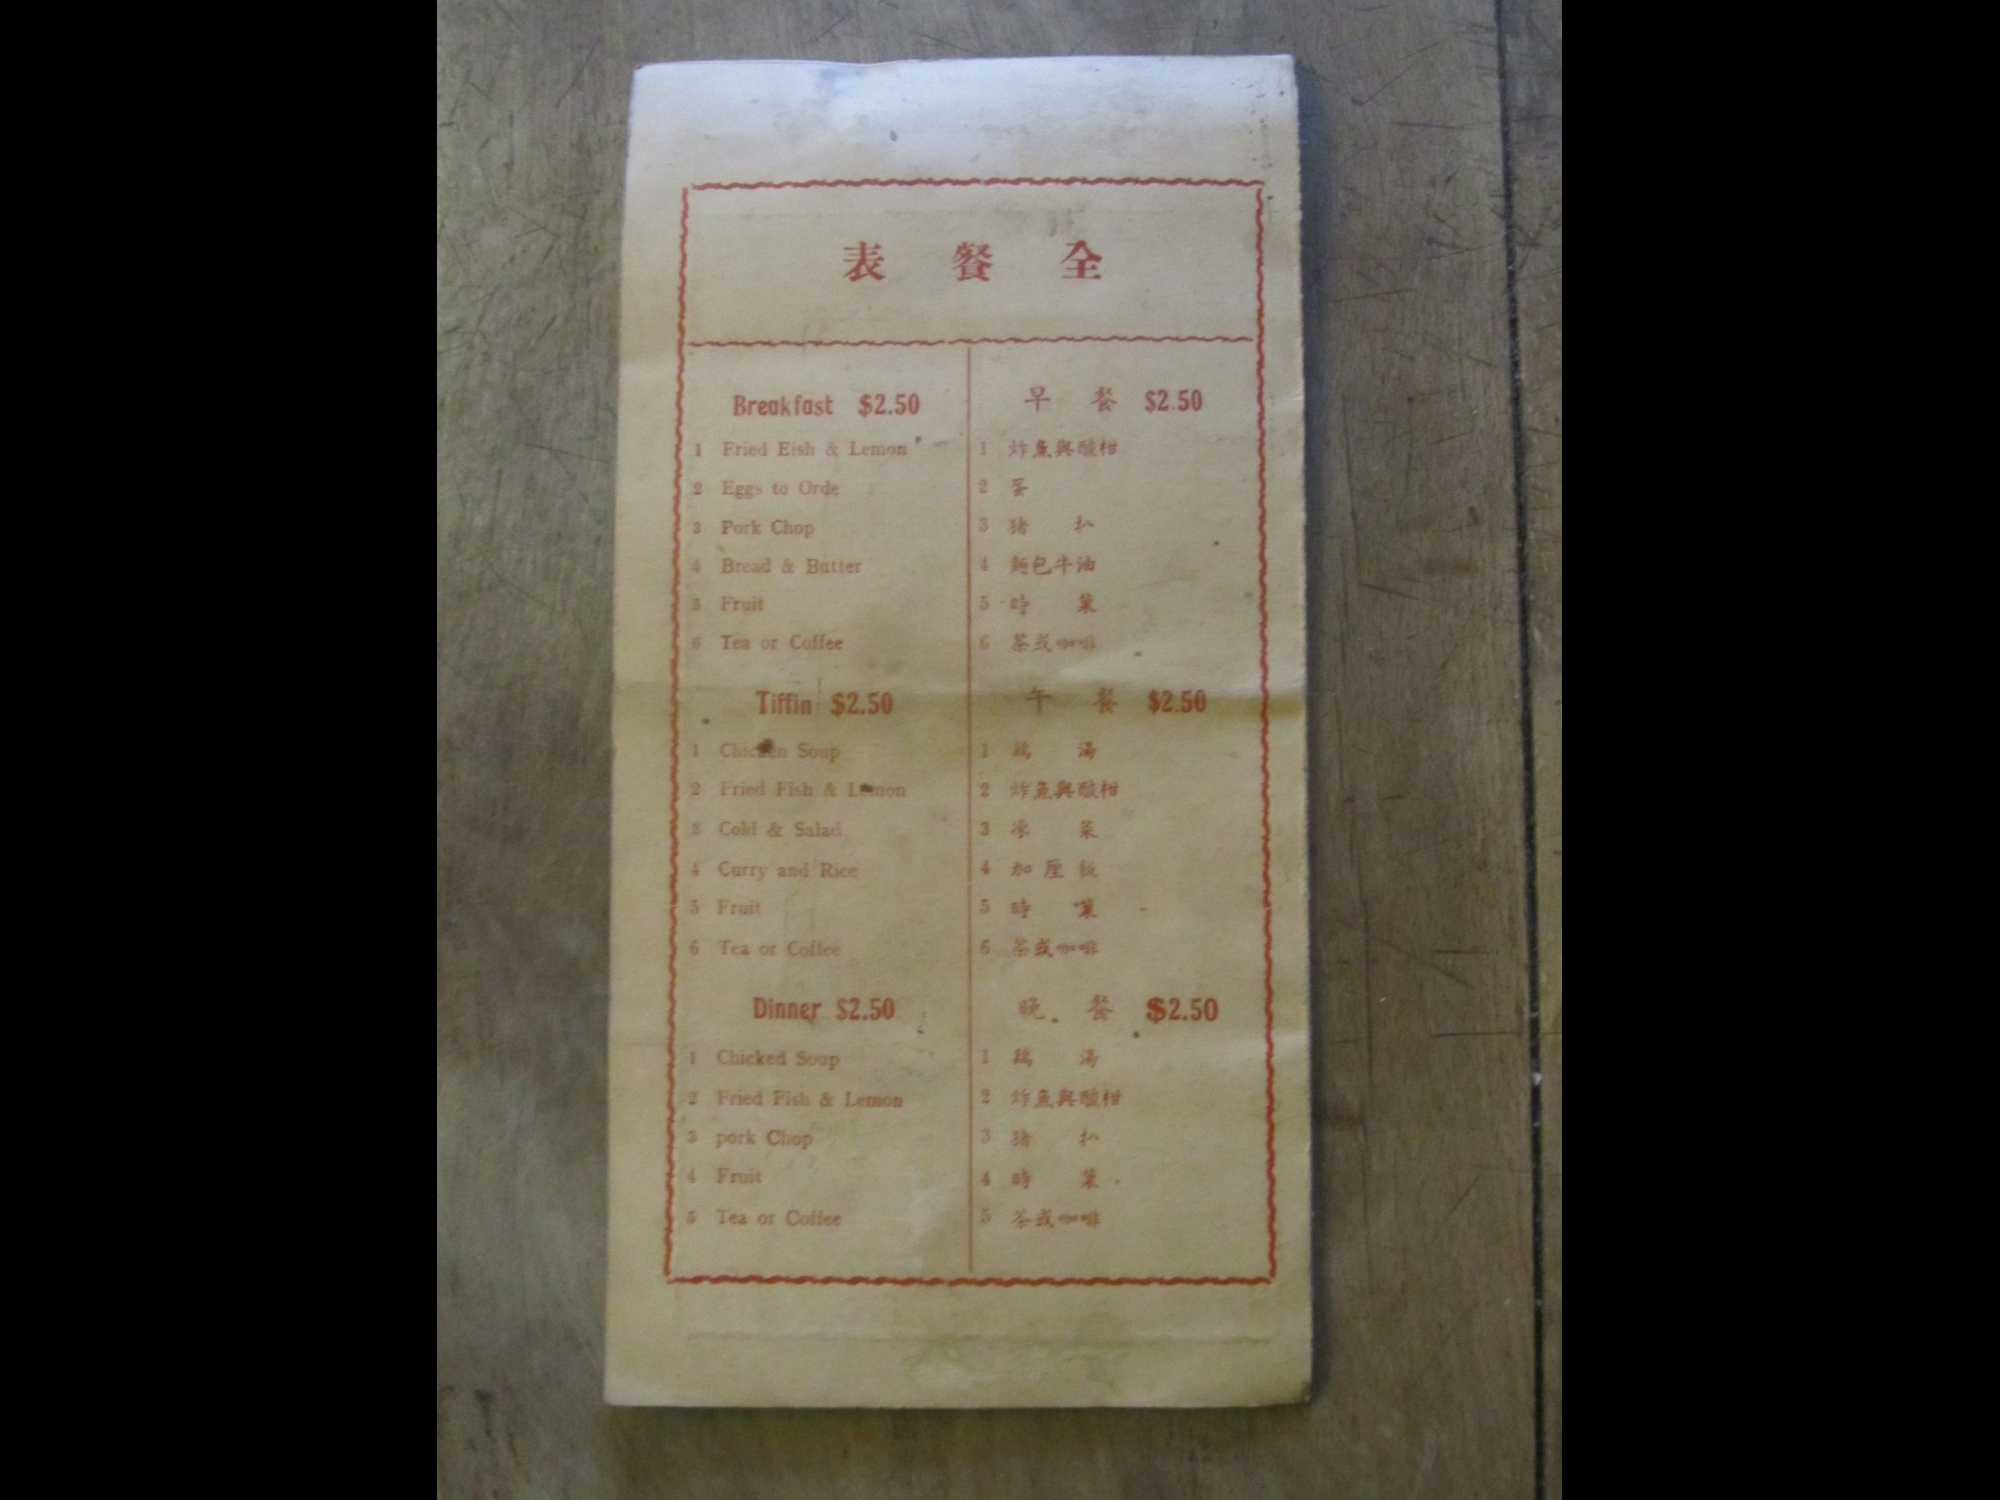 表 餐 全
Breakfast $2.50
1 Fried Eish & Lemon
2 Eggs to Orde
3 Pork Chop
4 Bread & Butter
5 Fruit
6 Tea or Coffee
Tiffin $2.50
1 Chicken Soup
2 Fried Fish & Lemon
3 Cold & Salad
4 Curry and Rice
5 Fruit
6 Tea or Coffee
Dinner $2.50
1 Chicked Soup
2 Fried Fish & Lemon
3 pork Chop
4 Fruit
5 Tea or Coffee
早 餐 $2.50
1 炸魚與酸柑
2 蛋
3 猪 扒
4 麵包牛油
5 時 菓
6 茶或咖啡
午 餐 $2.50
1 鷄 湯
2 炸魚與酸柑
3 凍 菜
4 加厘飯
5 時 菓
6 茶或咖啡
晚 餐 $2.50
1 鷄 湯
2 炸魚與酸柑
3 猪 扒
4 時 菓
5 茶或咖啡